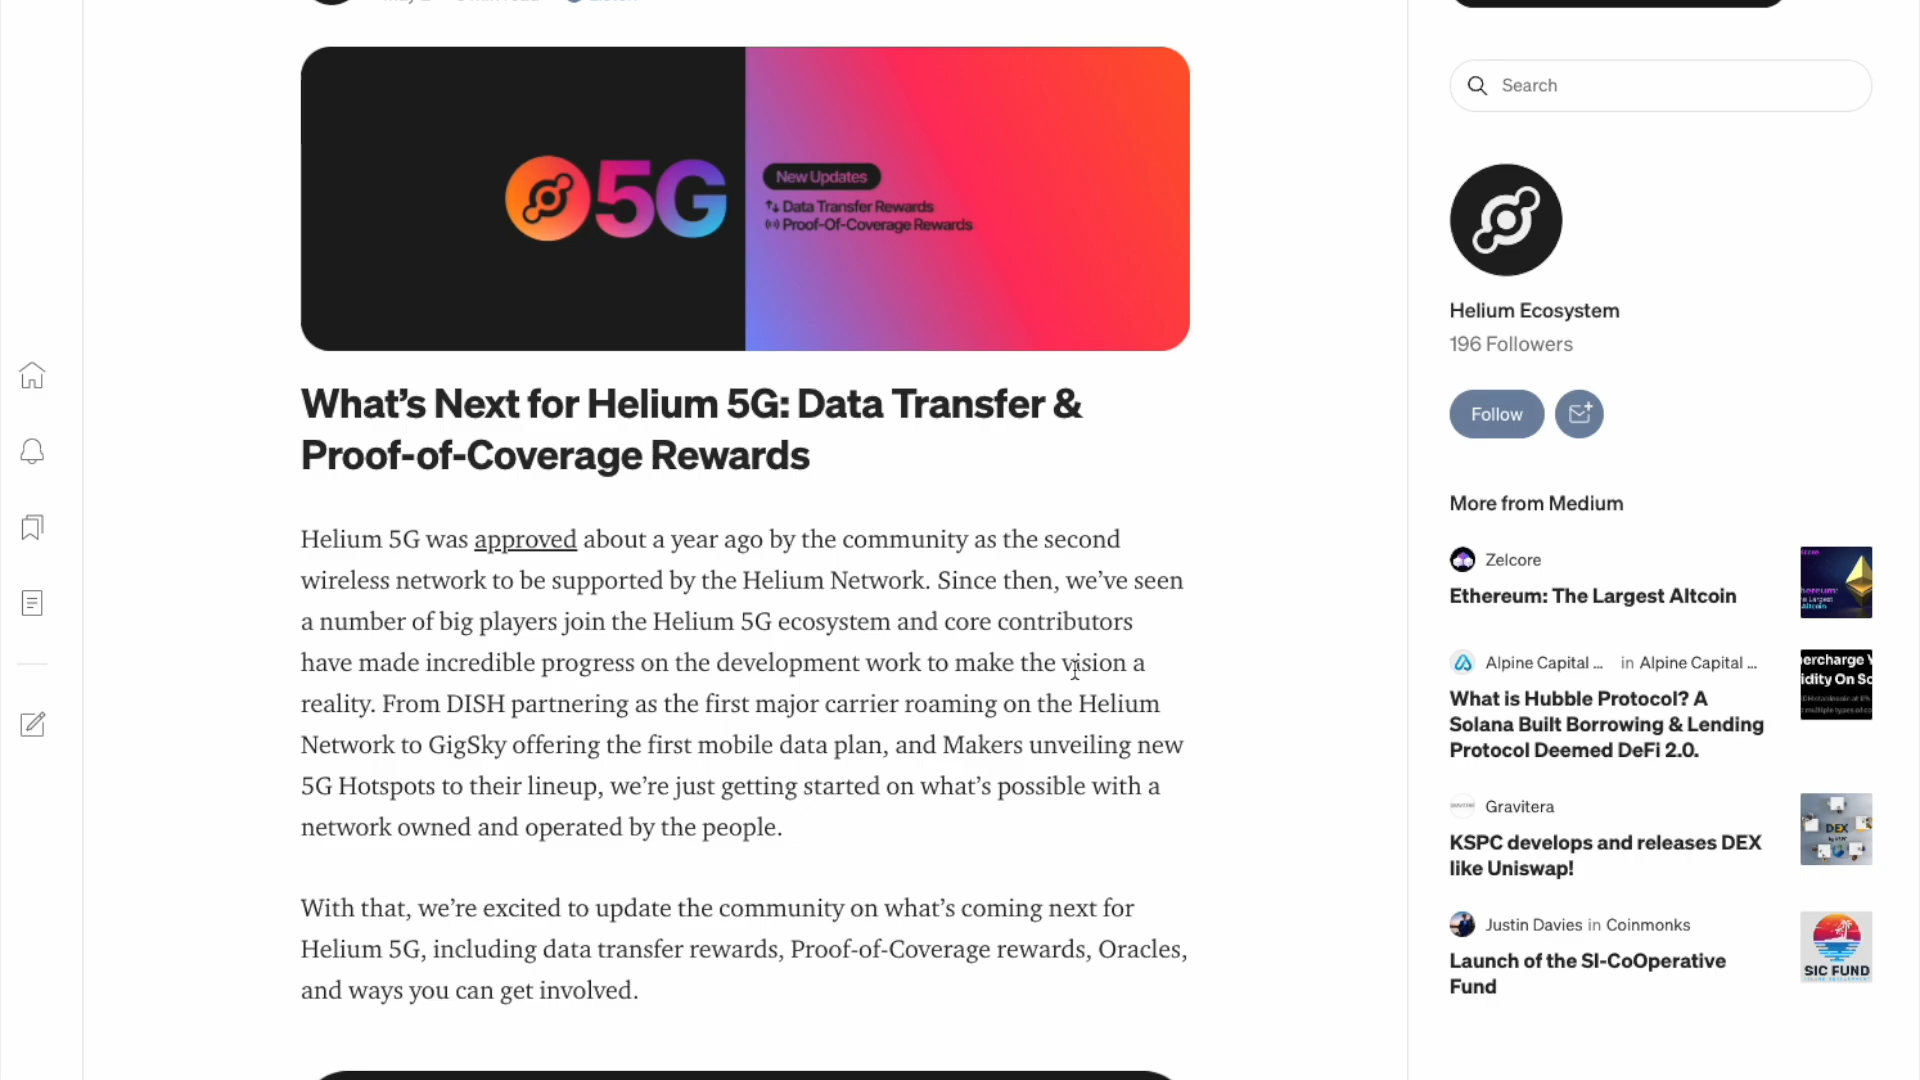 5G
New Updates
Data Transfer Rewards
Proof-Of-Coverage Rewards
What's Next for Helium 5G: Data Transfer &
Proof-of-Coverage Rewards
Helium 5G was approved about a year ago by the community as the second
wireless network to be supported by the Helium Network. Since then, we've seen
a number of big players join the Helium 5G ecosystem and core contributors
have made incredible progress on the development work to make the vision a
reality. From DISH partnering as the first major carrier roaming on the Helium
Network to GigSky offering the first mobile data plan, and Makers unveiling new
5G Hotspots to their lineup, we're just getting started on what's possible with a
network owned and operated by the people.
With that, we're excited to update the community on what's coming next for
Helium 5G, including data transfer rewards, Proof-of-Coverage rewards, Oracles,
and ways you can get involved.
Search
Helium Ecosystem
196 Followers
Follow
More from Medium
Zelcore
Ethereum: The Largest Altcoin
Alpine Capital ... in Alpine Capital ...
What is Hubble Protocol? A
Solana Built Borrowing & Lending
Protocol Deemed DeFi 2.0.
Gravitera
KSPC develops and releases DEX
like Uniswap!
DEX
Justin Davies in Coinmonks
Launch of the SI-CoOperative
Fund
SIC FUND